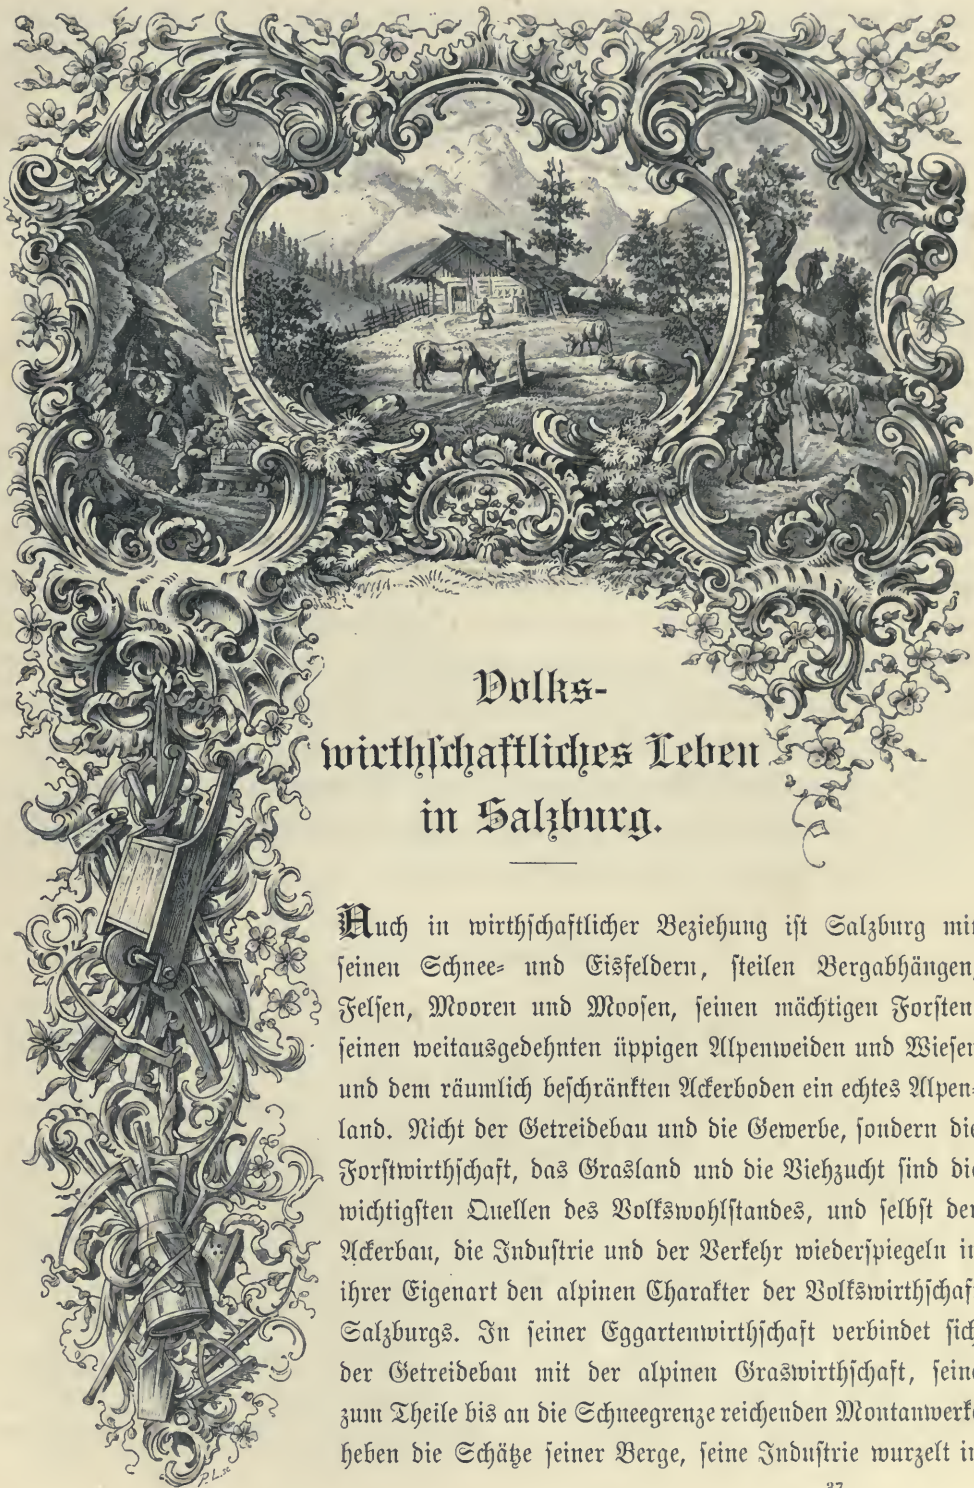 Volks-
wirthschaftliches Leben
in Salzburg.
Auch in wirthschaftlicher Beziehung ist Salzburg mit
seinen Schnee- und Eisfeldern, steilen Bergabhängen,
Felsen, Mooren und Moosen, seinen mächtigen Forsten,
seinen weitausgedehnten üppigen Alpenweiden und Wiesen
und dem räumlich beschränkten Ackerboden ein echtes Alpen-
land. Nicht der Getreidebau und die Gewerbe, sondern die
Forstwirthschaft, das Grasland und die Viehzucht sind die
wichtigsten Quellen des Volkswohlstandes, und selbst der
Ackerbau, die Industrie und der Verkehr wiederspiegeln in
ihrer Eigenart den alpinen Charakter der Volkswirthschaft
Salzburgs. In seiner Eggartenwirthschaft verbindet sich
der Getreidebau mit der alpinen Graswirthschaft, seine
zum Theile bis an die Schneegrenze reichenden Montanwerke
heben die Schätze seiner Berge, seine Industrie wurzelt in